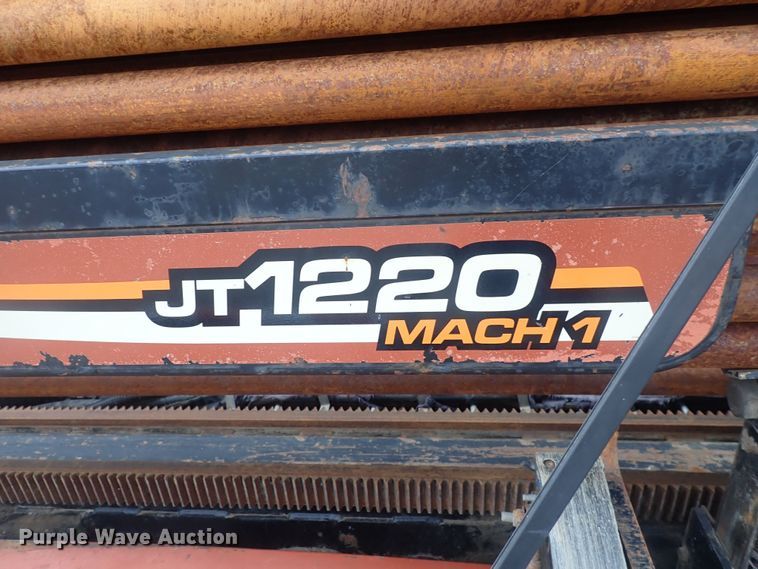 JT1220
MACH 1
Purple Wave Auction